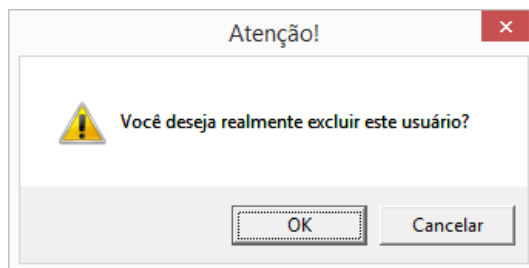 Atenção!
Você deseja realmente excluir este usuário?
OK
Cancelar